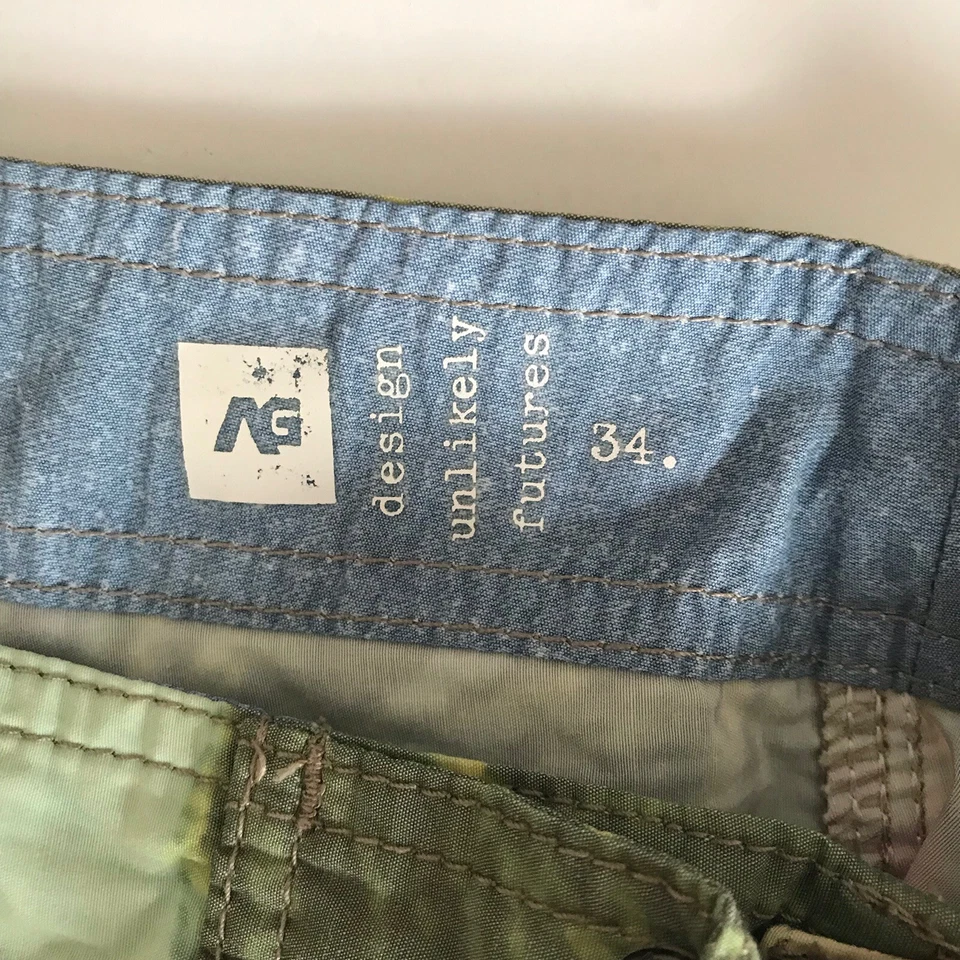 AG
design
unlikely
futures
34.